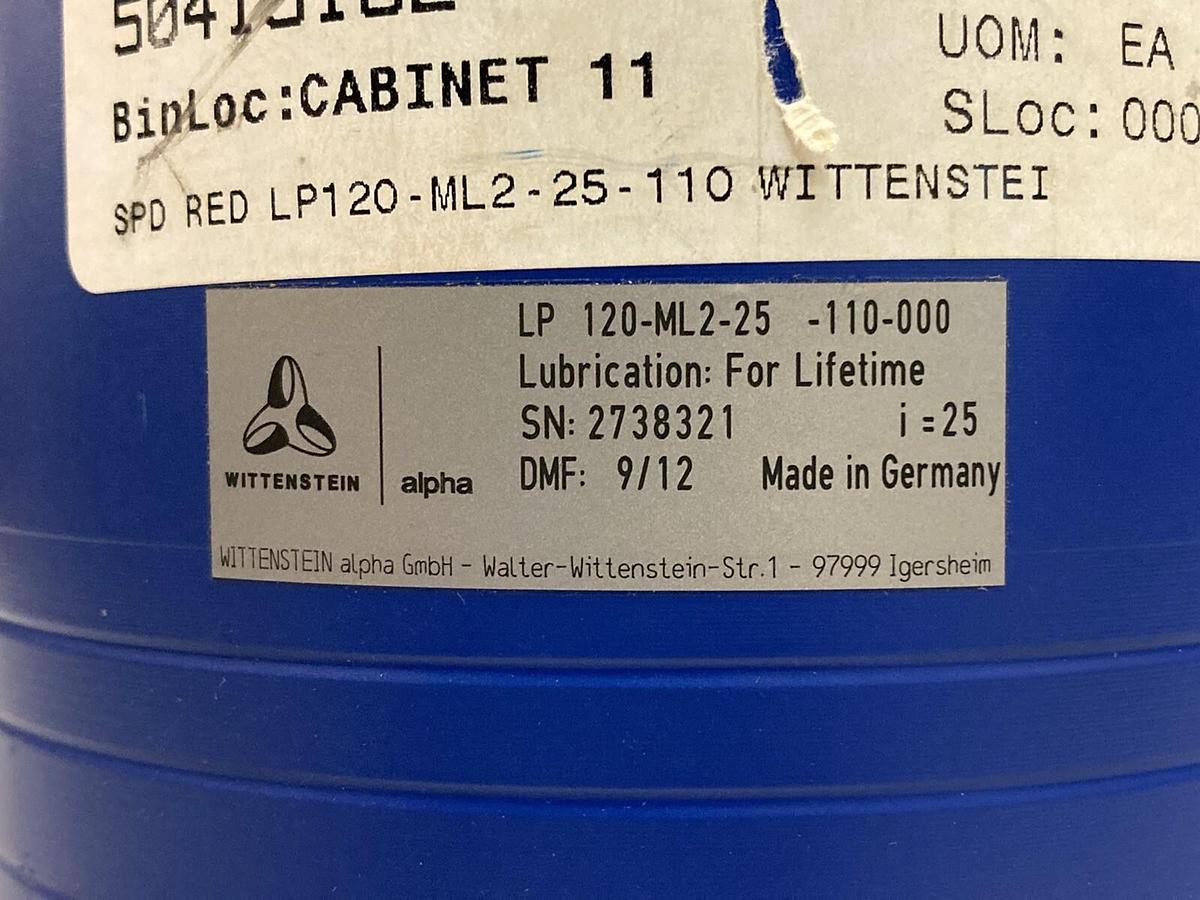 BinLoc:CABINET 11
UOM: EA
SLoc: 000
SPD RED LP120-ML2-25-110 WITTENSTEI
LP 120-ML2-25 -110-000
Lubrication: For Lifetime
SN: 2738321 i =25
DMF: 9/12 Made in Germany
WITTENSTEIN alpha
WITTENSTEIN alpha GmbH - Walter-Wittenstein-Str.1 - 97999 Igersheim